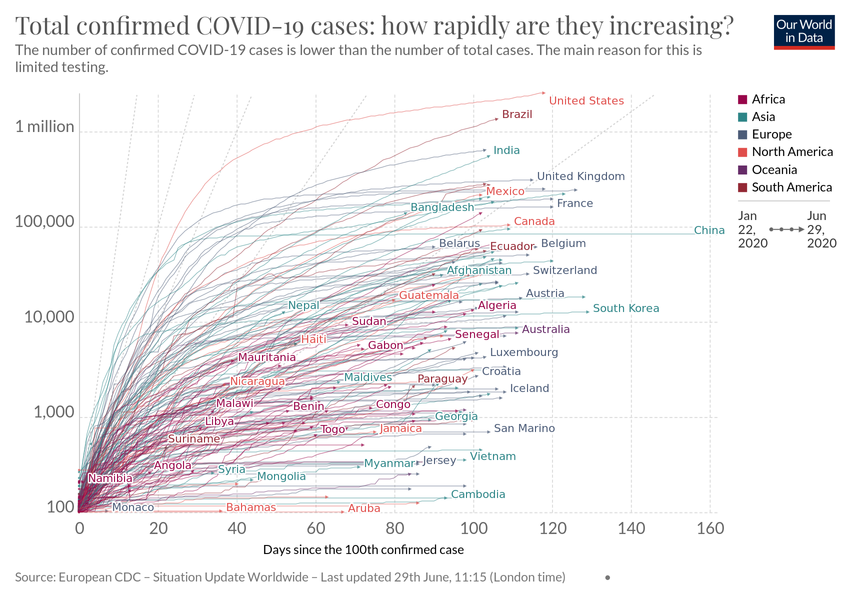 Total confirmed COVID-19 cases: how rapidly are they increasing?
The number of confirmed COVID-19 cases is lower than the number of total cases. The main reason for this is
limited testing.
Our World
in Data
1 million
100,000
10,000
1,000
100
United States
Brazil
India
United Kingdom
Mexico
Bangladesh
France
Canada
China
Belarus
Ecuador
Belgium
Afghanistan
Switzerland
Guatemala
Austria
Nepal
Algeria
South Korea
Sudan
Australia
Haiti
Senegal
Gabon
Mauritania
Luxembourg
Croatia
Nicaragua
Maldives
Paraguay
Iceland
Malawi
Benin
Congo
Libya
Georgia
Togo
Jamaica
San Marino
Suriname
Vietnam
Angola
Syria
Myanmar
Jersey
Namibia
Mongolia
Cambodia
Monaco
Bahamas
Aruba
0 20 40 60 80 100 120 140 160
Days since the 100th confirmed case
Africa
Asia
Europe
North America
Oceania
South America
Jan
22,
2020
Jun
29,
2020
Source: European CDC – Situation Update Worldwide – Last updated 29th June, 11:15 (London time)